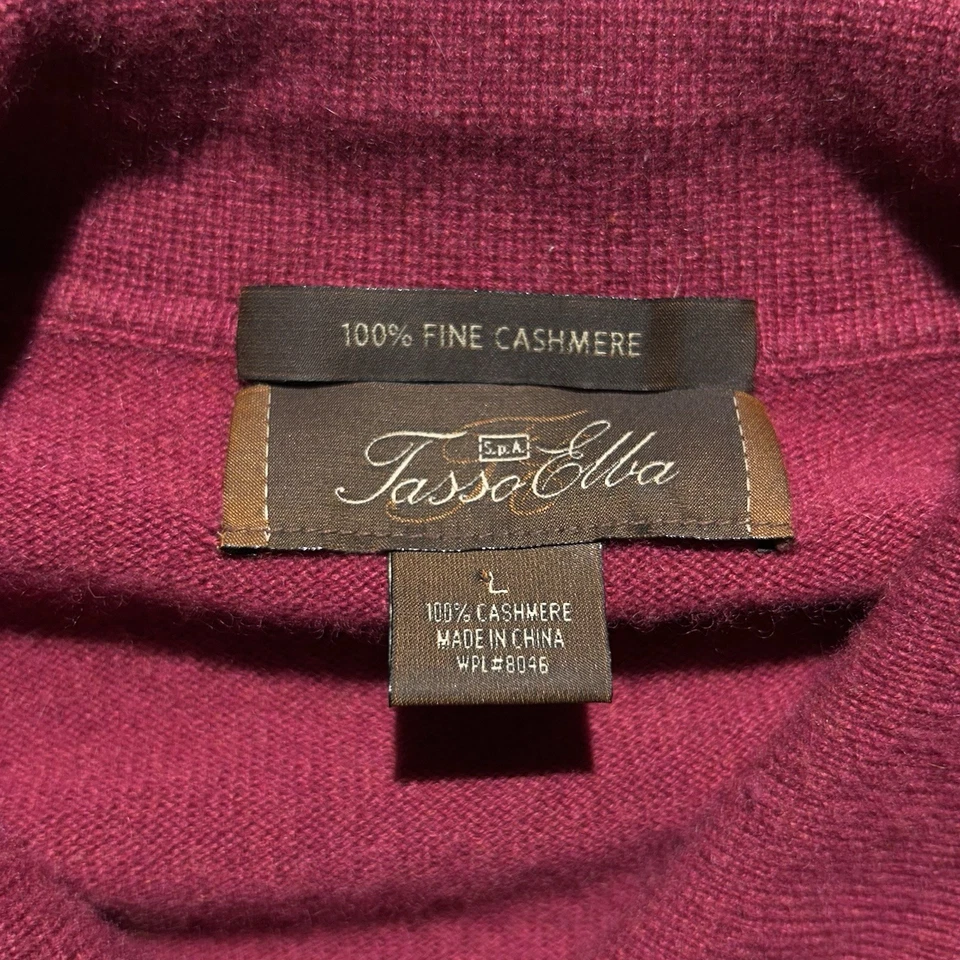 100% FINE CASHMERE
S.p.A.
Tasso Elba
L
100% CASHMERE
MADE IN CHINA
WPL#8046